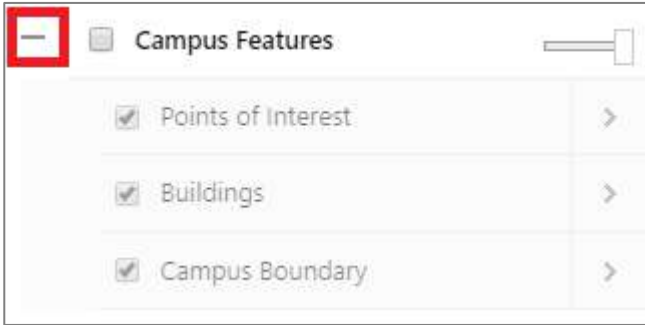 Campus Features
Points of Interest
Buildings
Campus Boundary